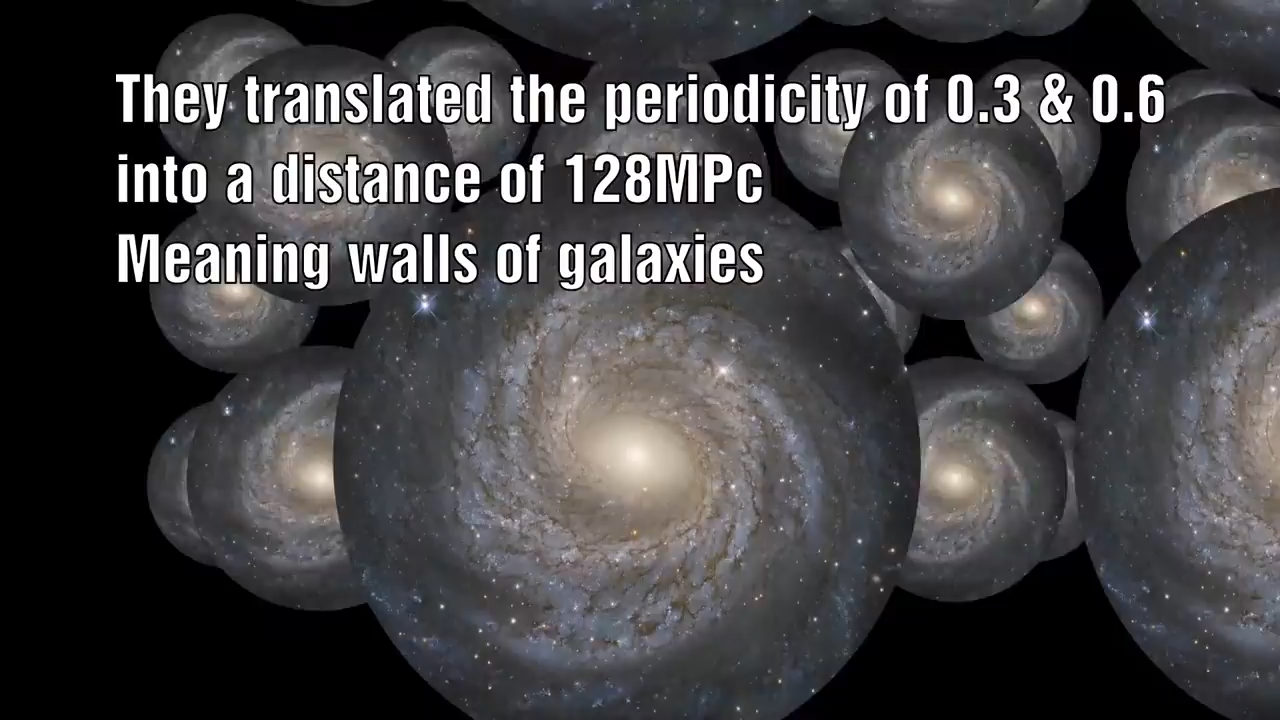 They translated the periodicity of 0.3 & 0.6
into a distance of 128MPc
Meaning walls of galaxies